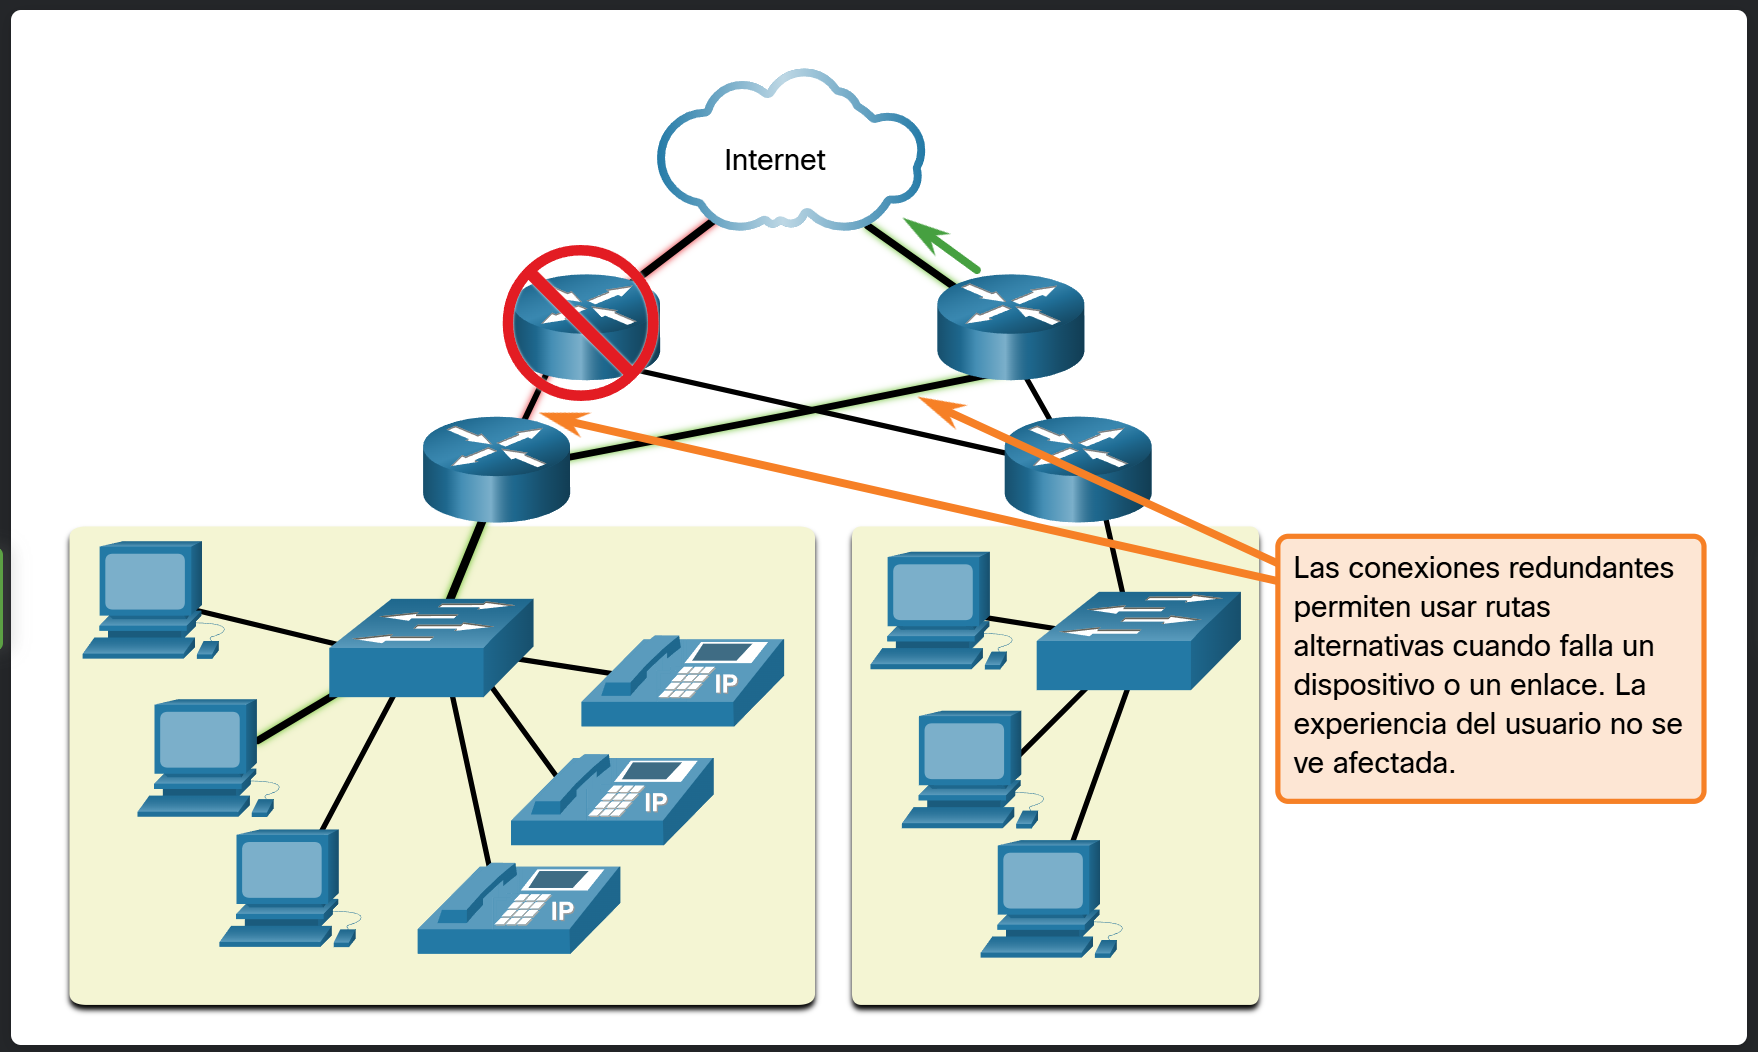 Internet
Las conexiones redundantes
permiten usar rutas
alternativas cuando falla un
dispositivo o un enlace. La
experiencia del usuario no se
ve afectada.
IP
IP
IP